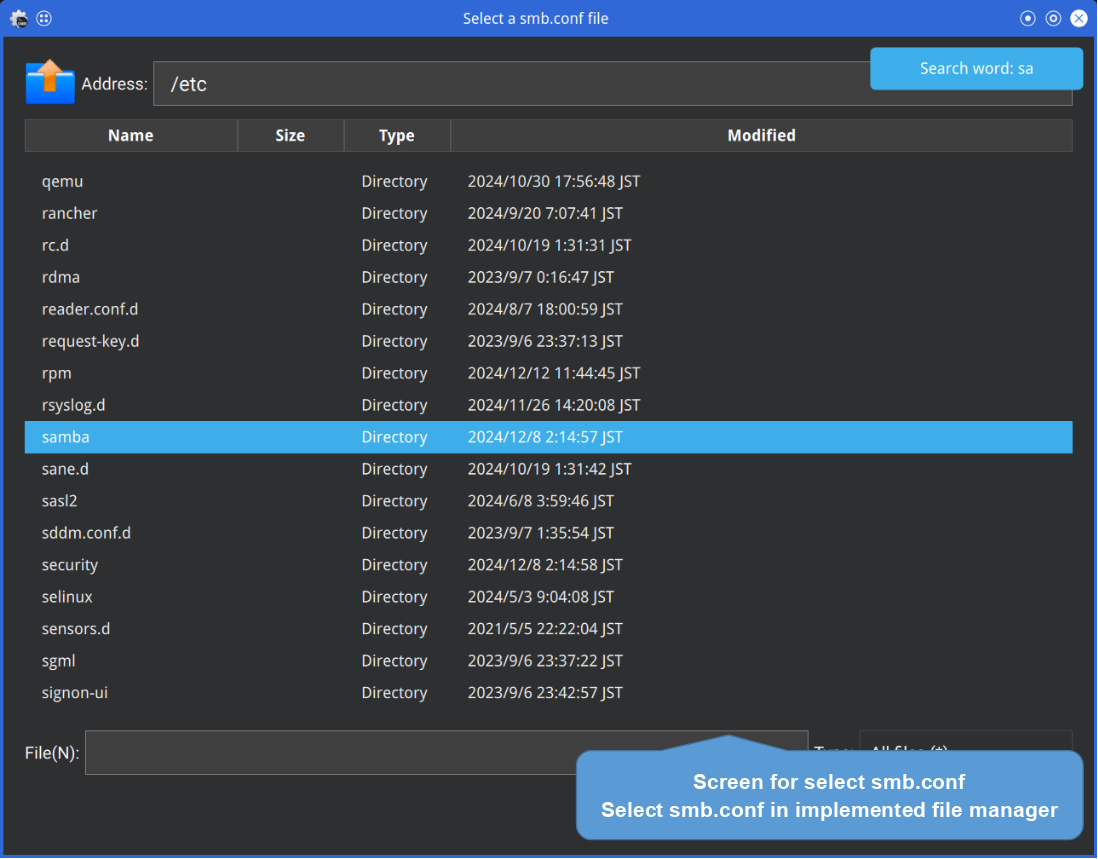 Select a smb.conf file
Search word: sa
Address: /etc
Name Size Type Modified
qemu Directory 2024/10/30 17:56:48 JST
rancher Directory 2024/9/20 7:07:41 JST
rc.d Directory 2024/10/19 1:31:31 JST
rdma Directory 2023/9/7 0:16:47 JST
reader.conf.d Directory 2024/8/7 18:00:59 JST
request-key.d Directory 2023/9/6 23:37:13 JST
rpm Directory 2024/12/12 11:44:45 JST
rsyslog.d Directory 2024/11/26 14:20:08 JST
samba Directory 2024/12/8 2:14:57 JST
sane.d Directory 2024/10/19 1:31:42 JST
sasl2 Directory 2024/6/8 3:59:46 JST
sddm.conf.d Directory 2023/9/7 1:35:54 JST
security Directory 2024/12/8 2:14:58 JST
selinux Directory 2024/5/3 9:04:08 JST
sensors.d Directory 2021/5/5 22:22:04 JST
sgml Directory 2023/9/6 23:37:22 JST
signon-ui Directory 2023/9/6 23:42:57 JST
File(N): All files (*)
Screen for select smb.conf
Select smb.conf in implemented file manager